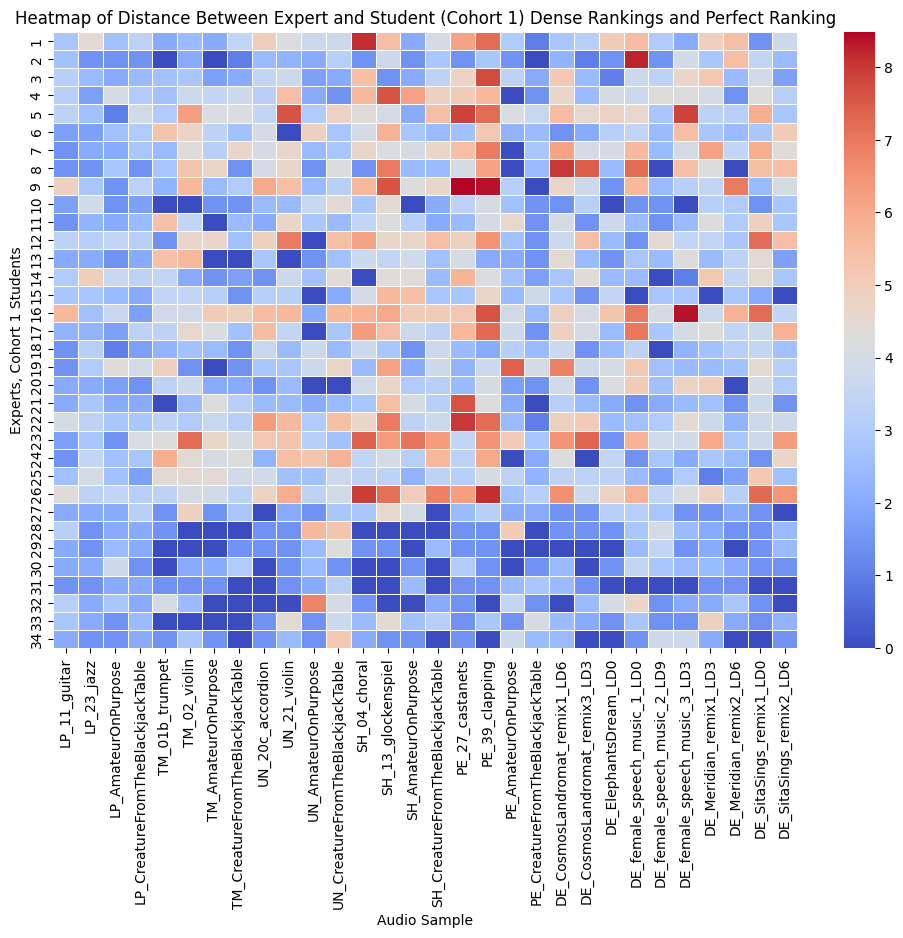 Heatmap of Distance Between Expert and Student (Cohort 1) Dense Rankings and Perfect Ranking
Experts, Cohort 1 Students
1
2
3
4
5
6
7
8
9
10
11
12
13
14
15
16
17
18
19
20
21
22
23
24
25
26
27
28
29
30
31
32
33
34
LP_11_guitar
LP_23_jazz
LP_AmateurOnPurpose
LP_CreatureFromTheBlackjackTable
TM_01b_trumpet
TM_02_violin
TM_AmateurOnPurpose
TM_CreatureFromTheBlackjackTable
UN_20c_accordion
UN_21_violin
UN_AmateurOnPurpose
UN_CreatureFromTheBlackjackTable
SH_04_choral
SH_13_glockenspiel
SH_AmateurOnPurpose
SH_CreatureFromTheBlackjackTable
PE_27_castanets
PE_39_clapping
PE_AmateurOnPurpose
PE_CreatureFromTheBlackjackTable
DE_CosmosLandromat_remix1_LD6
DE_CosmosLandromat_remix3_LD3
DE_ElephantsDream_LD0
DE_female_speech_music_1_LD0
DE_female_speech_music_2_LD9
DE_female_speech_music_3_LD3
DE_Meridian_remix1_LD3
DE_Meridian_remix2_LD6
DE_SitaSings_remix1_LD0
DE_SitaSings_remix2_LD6
Audio Sample
8
7
6
5
4
3
2
1
0